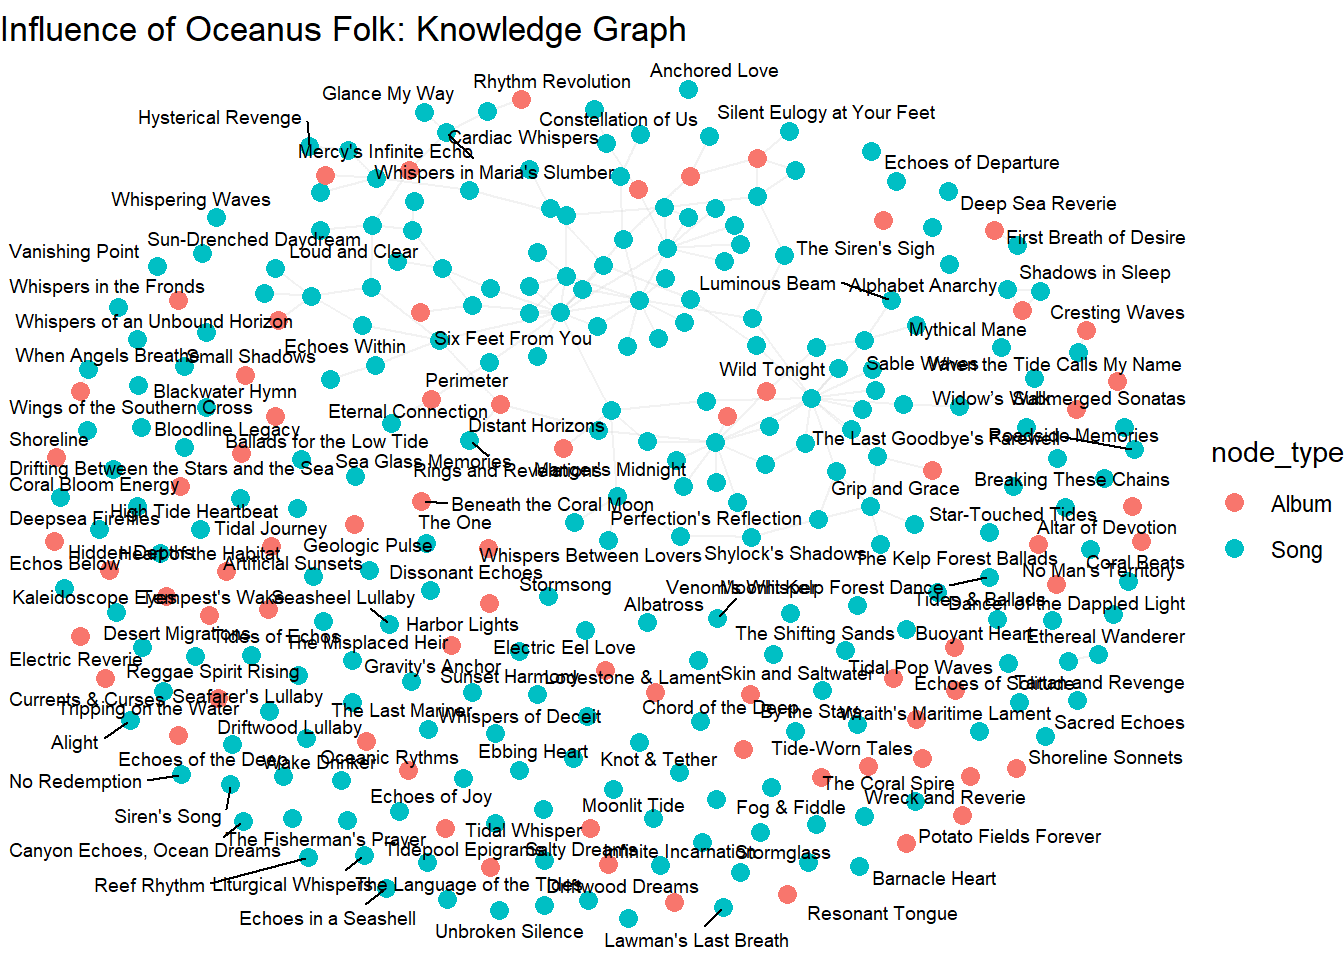 Influence of Oceanus Folk: Knowledge Graph
Anchored Love
Rhythm Revolution
Glance My Way
Silent Eulogy at Your Feet
Hysterical Revenge
Constellation of Us
Cardiac Whispers
Mercy's Infinite Echo
Echoes of Departure
Whispers in Maria's Slumber
Whispering Waves
Deep Sea Reverie
First Breath of Desire
Sun-Drenched Daydream
The Siren's Sigh
Vanishing Point
Loud and Clear
Shadows in Sleep
Luminous Beam
Alphabet Anarchy
Whispers in the Fronds
Cresting Waves
Whispers of an Unbound Horizon
Mythical Mane
Six Feet From You
Echoes Within
When Angels Breathe
Small Shadows
Sable Waves
When the Tide Calls My Name
Wild Tonight
Perimeter
Blackwater Hymn
Widow's Walk
Submerged Sonatas
Wings of the Southern Cross
Eternal Connection
Distant Horizons
Bloodline Legacy
Roadside Memories
Shoreline
Ballads for the Low Tide
The Last Goodbye's Farewell
Sea Glass Memories
Drifting Between the Stars and the Sea
Rings and Revelations
Manger's Midnight
Breaking These Chains
Coral Bloom Energy
Grip and Grace
Beneath the Coral Moon
High Tide Heartbeat
Star-Touched Tides
Deepsea Fireflies
The One
Perfection's Reflection
Tidal Journey
Altar of Devotion
Geologic Pulse
Hidden Depths
Heart of the Habitat
Whispers Between Lovers
Shylock's Shadows
The Kelp Forest Ballads
Echos Below
Artificial Sunsets
Coral Beats
Dissonant Echoes
No Man's Territory
Stormsong
Venom's Whisper
Moonlit Kelp Forest Dance
Kaleidoscope Eyes
Tempest's Wake
Seasheel Lullaby
Albatross
Tides & Ballads
Dancer of the Dappled Light
Harbor Lights
Desert Migrations
Tides of Echos
The Misplaced Heir
The Shifting Sands
Buoyant Heart
Ethereal Wanderer
Electric Eel Love
Electric Reverie
Gravity's Anchor
Reggae Spirit Rising
Sunset Harmony
Lodestone & Lament
Skin and Saltwater
Tidal Pop Waves
Echoes of Solitude
Tartan and Revenge
Currents & Curses
Seafarer's Lullaby
Tripping on the Water
The Last Mariner
Whispers of Deceit
Chord of the Deep
By the Stars
Wraith's Maritime Lament
Sacred Echoes
Driftwood Lullaby
Alight
Ebbing Heart
Tide-Worn Tales
Echoes of the Deep
Wake Drinker
Oceanic Rythms
Knot & Tether
Shoreline Sonnets
No Redemption
The Coral Spire
Echoes of Joy
Wreck and Reverie
Moonlit Tide
Fog & Fiddle
Siren's Song
Tidal Whisper
The Fisherman's Prayer
Potato Fields Forever
Canyon Echoes, Ocean Dreams
Tidepool Epigrams
Salty Dreams
Infinite Incarnation
Stormglass
Reef Rhythm
Liturgical Whispers
The Language of the Tides
Driftwood Dreams
Barnacle Heart
Echoes in a Seashell
Resonant Tongue
Unbroken Silence
Lawman's Last Breath
node_type
Album
Song